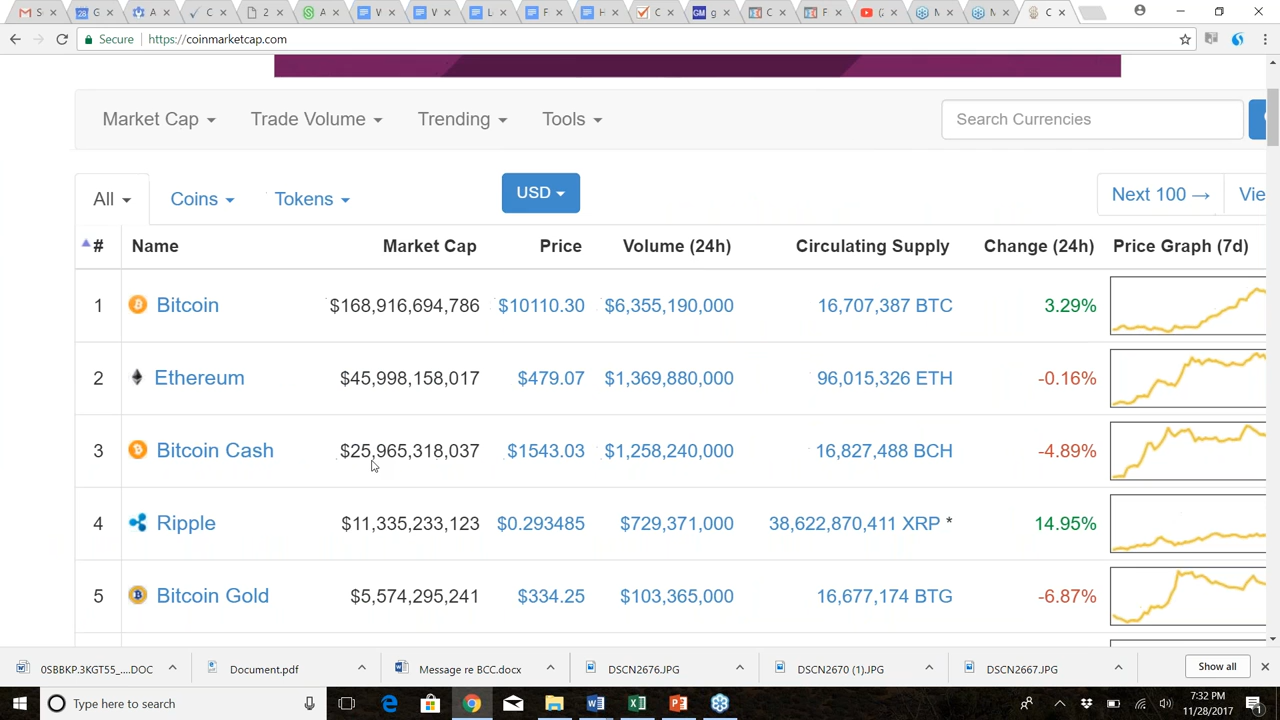 S
G
A
C
2
A
W
W
L
F
H
C
GM g
C
F
(2
M
M
C
Secure https://coinmarketcap.com
Market Cap Trade Volume Trending Tools Search Currencies
All Coins Tokens USD Next 100 → Vie
# Name Market Cap Price Volume (24h) Circulating Supply Change (24h) Price Graph (7d)
1 Bitcoin $168,916,694,786 $10110.30 $6,355,190,000 16,707,387 BTC 3.29%
2 Ethereum $45,998,158,017 $479.07 $1,369,880,000 96,015,326 ETH -0.16%
3 Bitcoin Cash $25,965,318,037 $1543.03 $1,258,240,000 16,827,488 BCH -4.89%
4 Ripple $11,335,233,123 $0.293485 $729,371,000 38,622,870,411 XRP * 14.95%
5 Bitcoin Gold $5,574,295,241 $334.25 $103,365,000 16,677,174 BTG -6.87%
0SBBKP.3KGT55_....DOC Document.pdf Message re BCC.docx DSCN2676.JPG DSCN2670 (1).JPG DSCN2667.JPG Show all
Type here to search
7:32 PM
11/28/2017